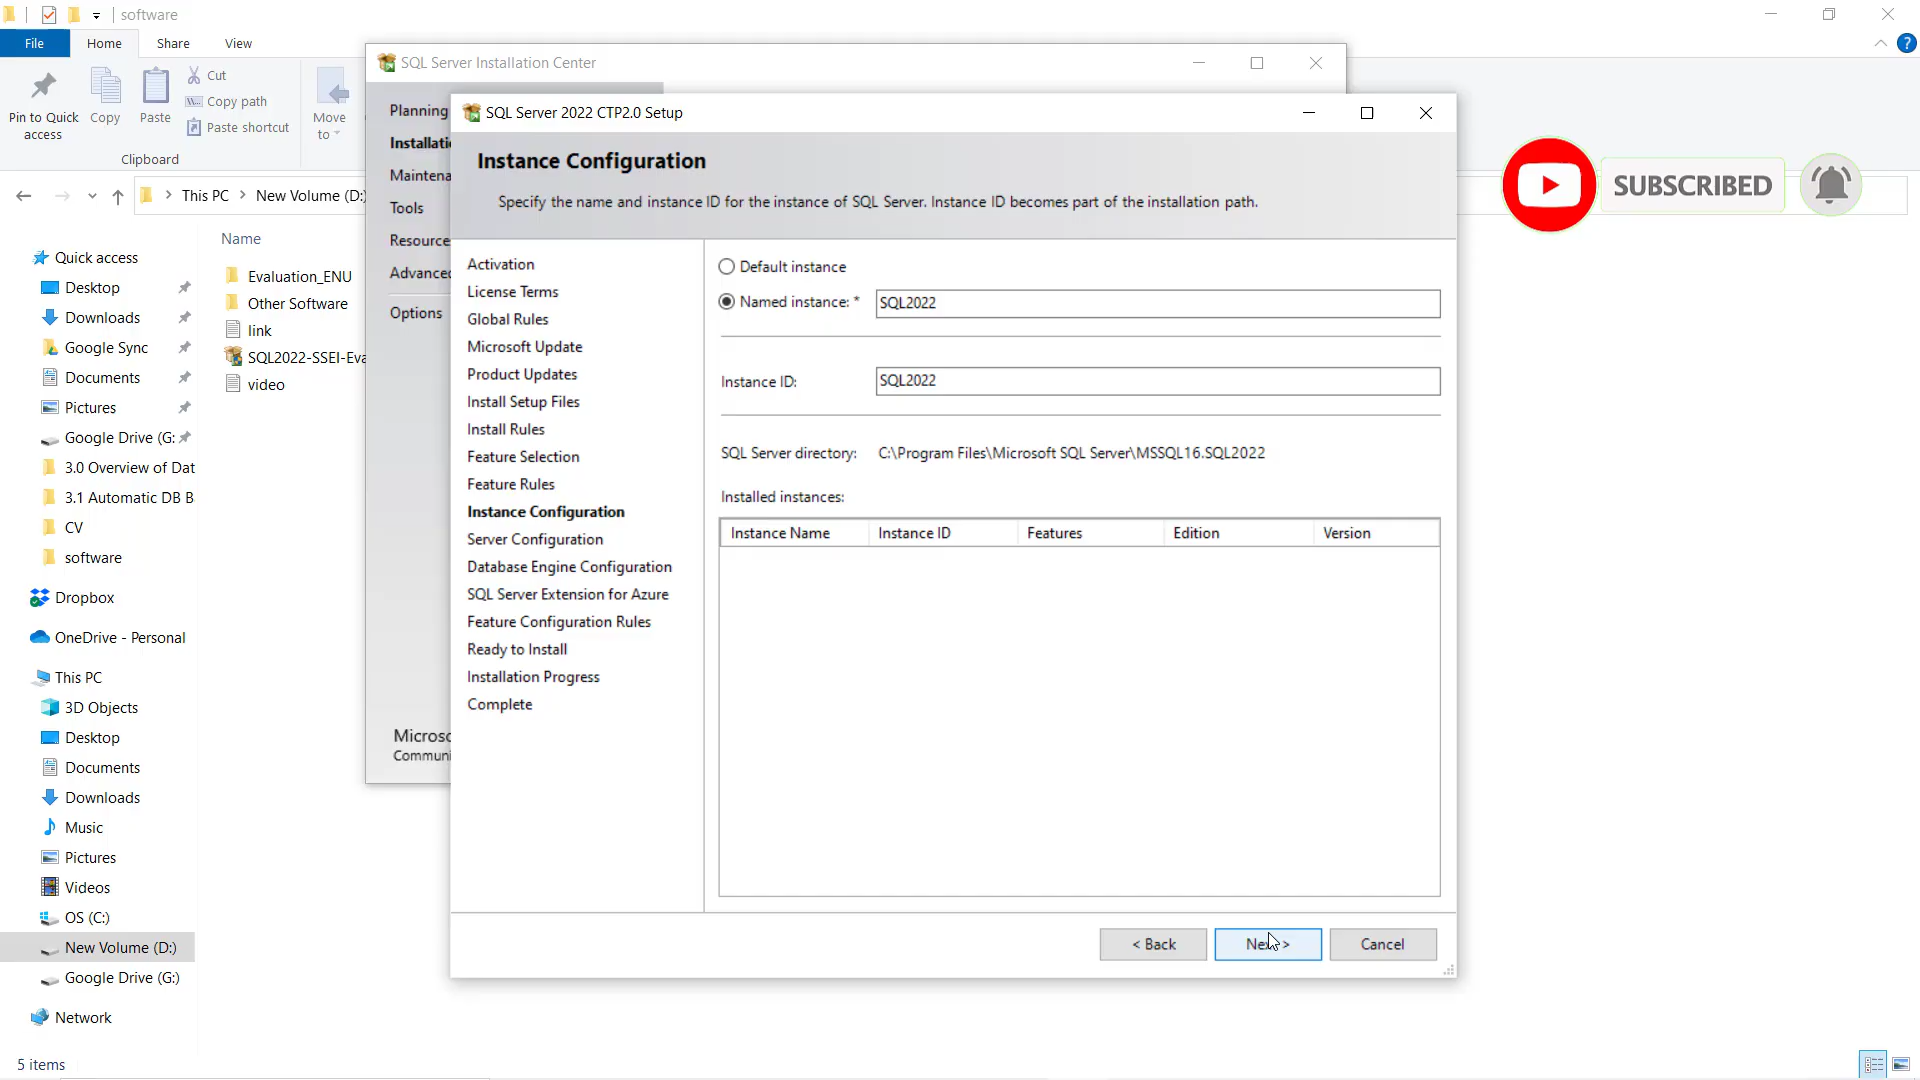 software
File
Home
Share
View
Pin to Quick
access
Copy
Paste
Cut
Copy path
Paste shortcut
Move
to
Clipboard
This PC
New Volume (D:)
Name
Quick access
Desktop
Downloads
Google Sync
Documents
Pictures
Google Drive (G:
3.0 Overview of Dat
3.1 Automatic DB B
CV
software
Dropbox
OneDrive - Personal
This PC
3D Objects
Desktop
Documents
Downloads
Music
Pictures
Videos
OS (C:)
New Volume (D:)
Google Drive (G:)
Network
5 items
Evaluation_ENU
Other Software
link
SQL2022-SSEI-Eva
video
SQL Server Installation Center
Planning
Installatio
Maintena
Tools
Resource
Advanced
Options
Microso
Communi
SQL Server 2022 CTP2.0 Setup
Instance Configuration
Specify the name and instance ID for the instance of SQL Server. Instance ID becomes part of the installation path.
Activation
License Terms
Global Rules
Microsoft Update
Product Updates
Install Setup Files
Install Rules
Feature Selection
Feature Rules
Instance Configuration
Server Configuration
Database Engine Configuration
SQL Server Extension for Azure
Feature Configuration Rules
Ready to Install
Installation Progress
Complete
Default instance
Named instance: *
SQL2022
Instance ID:
SQL2022
SQL Server directory:
C:\Program Files\Microsoft SQL Server\MSSQL16.SQL2022
Installed instances:
Instance Name
Instance ID
Features
Edition
Version
< Back
Next >
Cancel
SUBSCRIBED
?